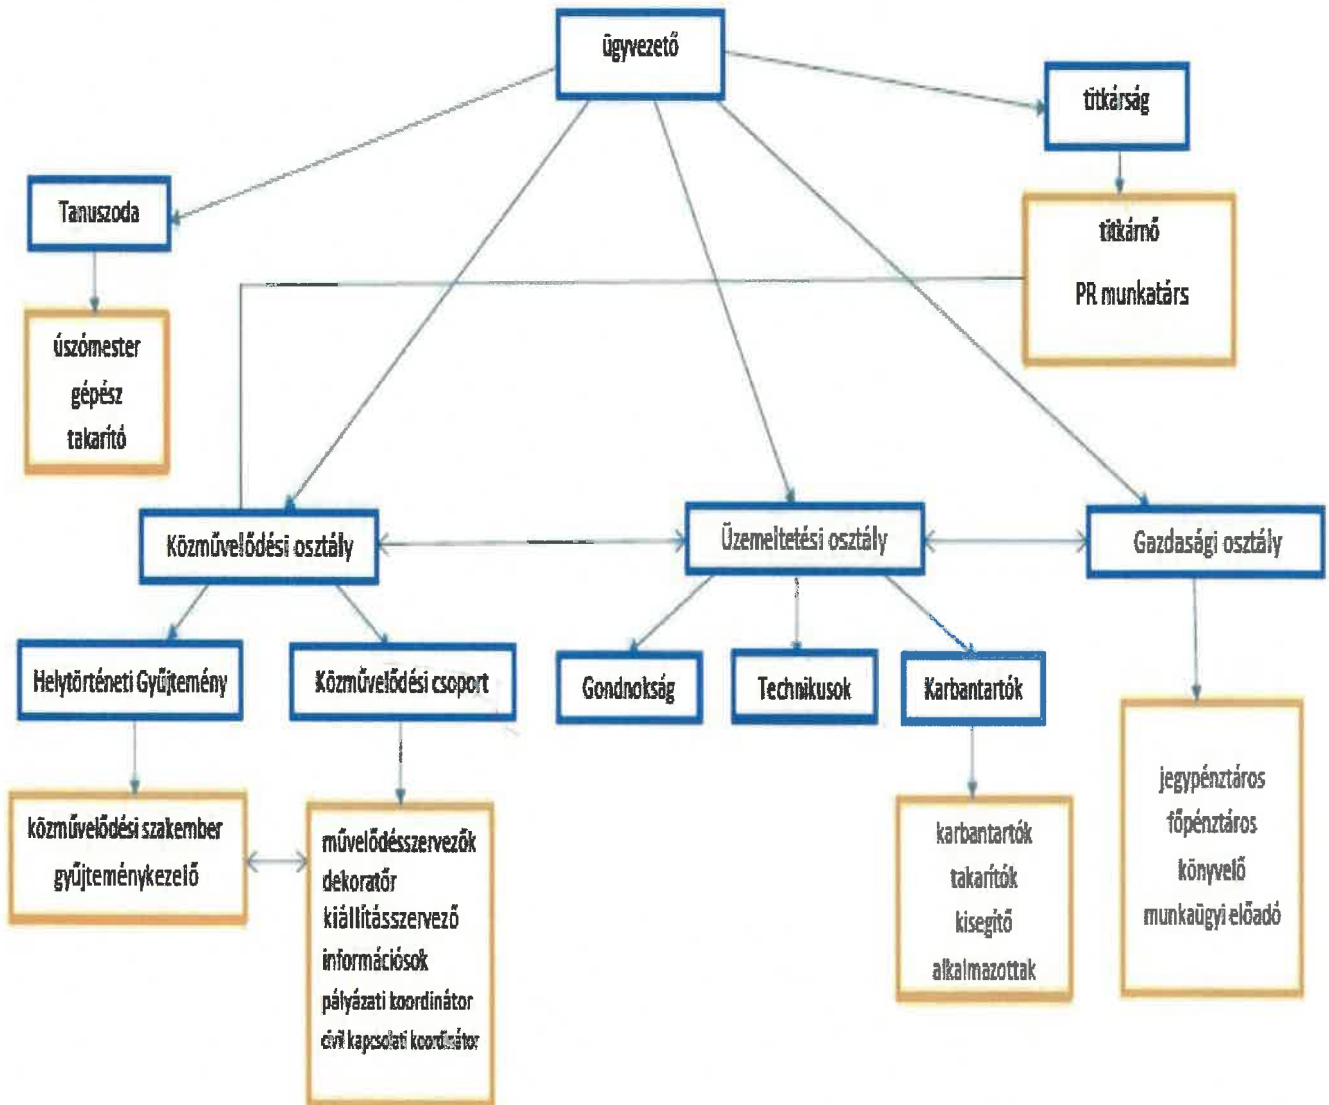 ügyvezető
titkárság
Tanuszoda
titkárnő
PR munkatárs
úszómester
gépész
takarító
Közművelődési osztály
Üzemeltetési osztály
Gazdasági osztály
Helytörténeti Gyűjtemény
Közművelődési csoport
Gondnokság
Technikusok
Karbantartók
közművelődési szakember
gyűjteménykezelő
művelődésszervezők
dekoratőr
kiállításszervező
információsok
pályázati koordinátor
civil kapcsolati koordinátor
karbantartók
takarítók
kisegítő
alkalmazottak
jegypénztáros
főpénztáros
könyvelő
munkaügyi előadó